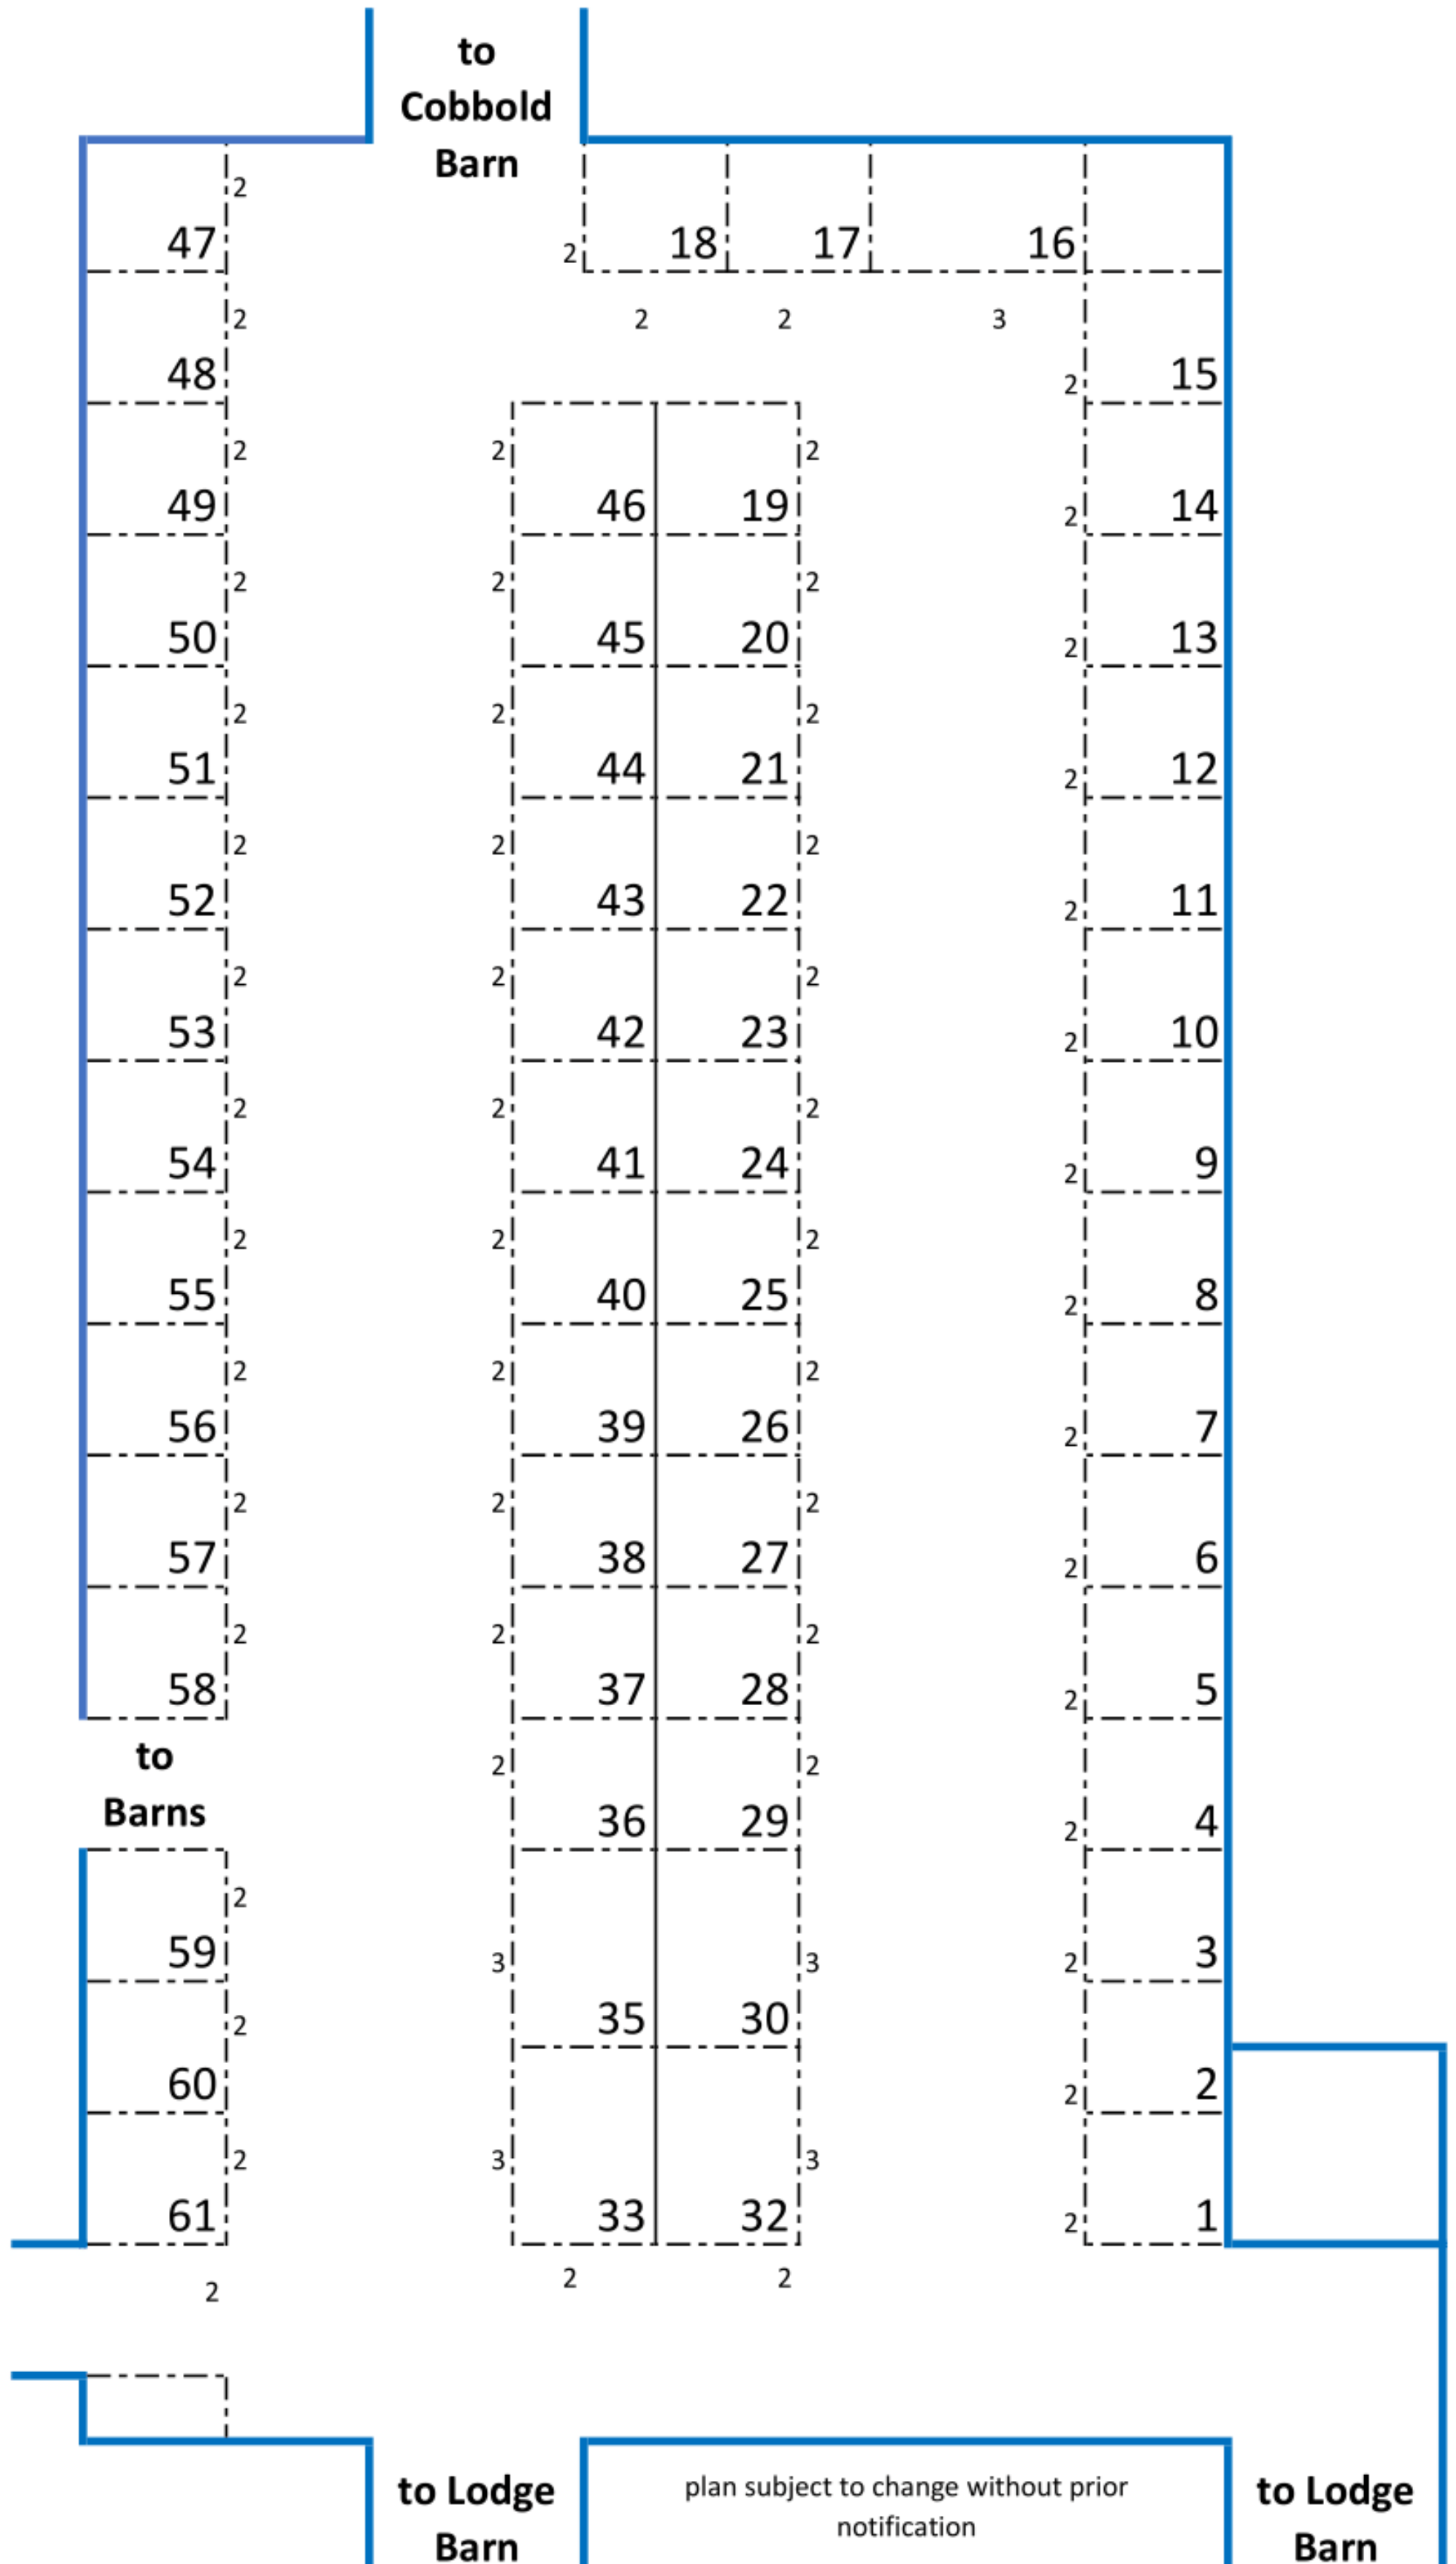 to
Cobbold
Barn
2
47 2 18 17 16
2 2 2 3
48 2 15
2 2 2
49 46 19 2 14
2 2 2
50 45 20 2 13
2 2 2
51 44 21 2 12
2 2 2
52 43 22 2 11
2 2 2
53 42 23 2 10
2 2 2
54 41 24 2 9
2 2 2
55 40 25 2 8
2 2 2
56 39 26 2 7
2 2 2
57 38 27 2 6
2 2 2
58 37 28 2 5
to
2 2
Barns
36 29 2 4
2
59 3 3 2 3
35 30
2
60 2 2
2 3 3
61 33 32 2 1
2 2 2
to Lodge
Barn
plan subject to change without prior
notification
to Lodge
Barn